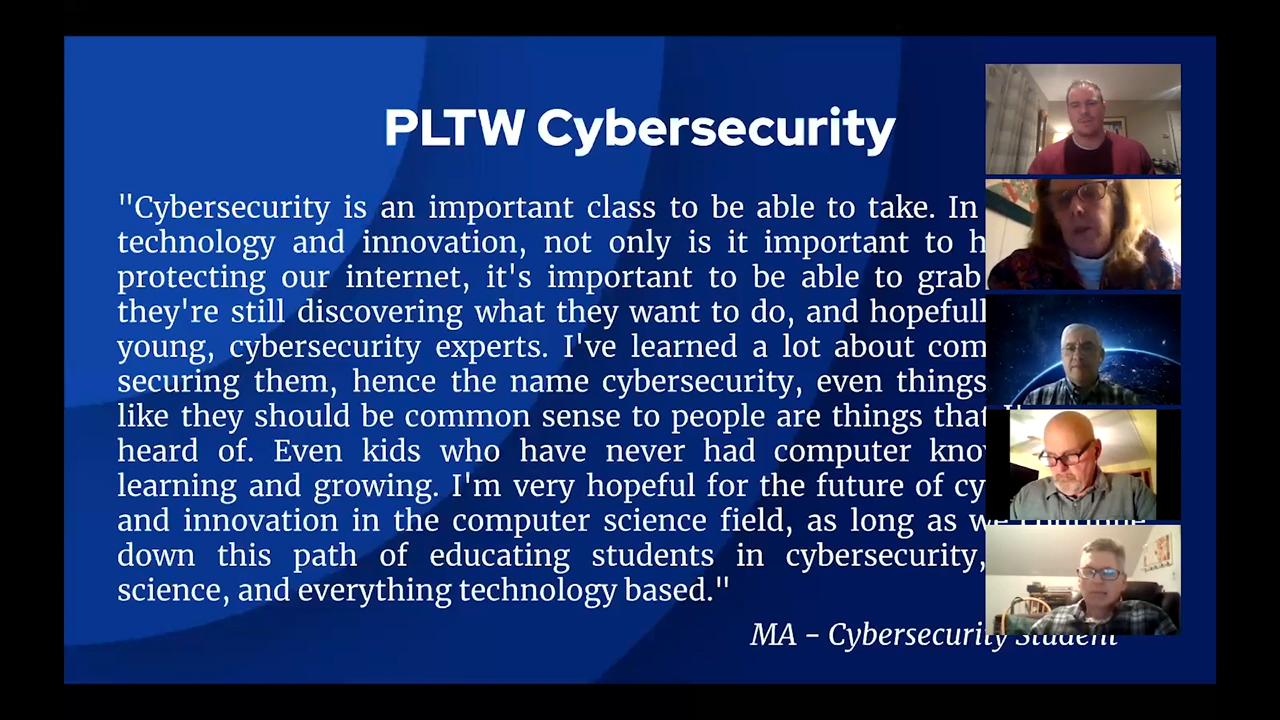 PLTW Cybersecurity
"Cybersecurity is an important class to be able to take. In
technology and innovation, not only is it important to
protecting our internet, it's important to be able to grab
they're still discovering what they want to do, and
young, cybersecurity experts. I've learned a lot about
securing them, hence the name cybersecurity, even things
like they should be common sense to people are things that
heard of. Even kids who have never had computer
learning and growing. I'm very hopeful for the future of
and innovation in the computer science field, as long as we continue
down this path of educating students in cybersecurity,
science, and everything technology based."
MA - Cybersecurity Student